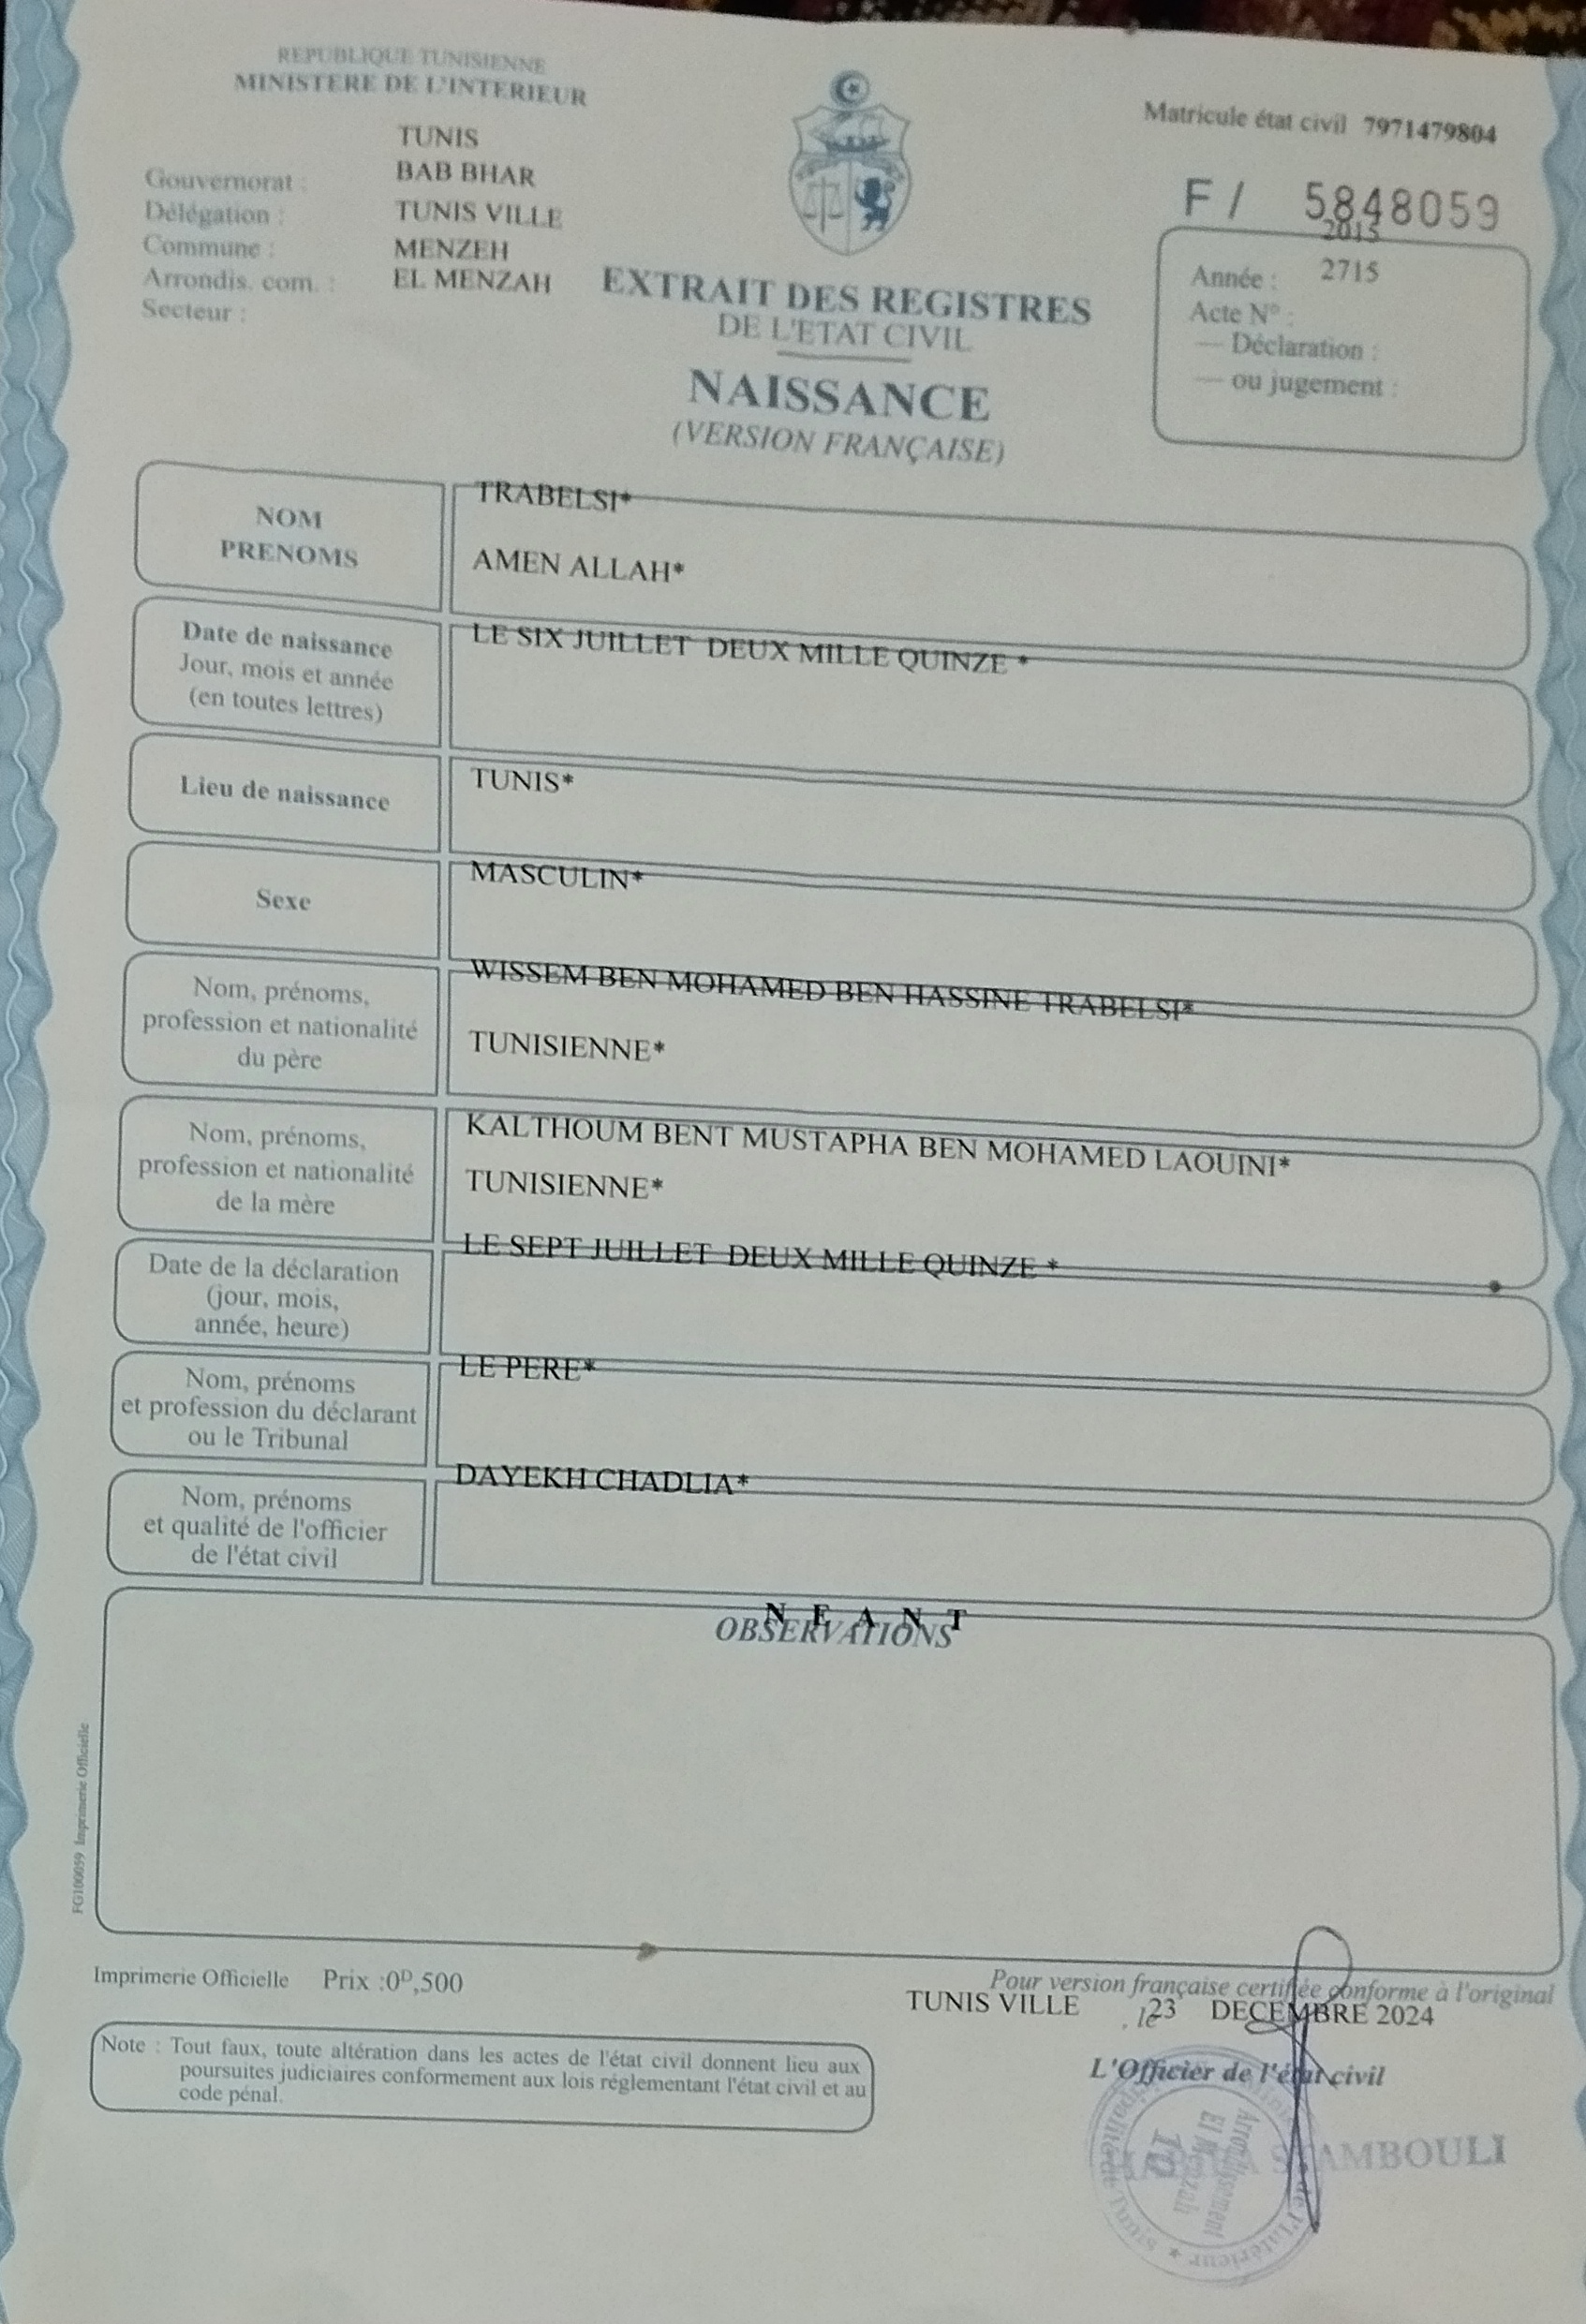 REPUBLIQUE TUNISIENNE
MINISTERE DE L'INTERIEUR
TUNIS
Gouvernorat : BAB BHAR
Délégation : TUNIS VILLE
Commune : MENZEH
Arrondis. com. : EL MENZAH
Secteur :
Matricule état civil 7971479804
F / 5848059
2015
Année : 2715
Acte N° :
— Déclaration :
— ou jugement :
EXTRAIT DES REGISTRES
DE L'ETAT CIVIL
NAISSANCE
(VERSION FRANÇAISE)
NOM
PRENOMS
TRABELSI*
AMEN ALLAH*
Date de naissance
Jour, mois et année
(en toutes lettres)
LE SIX JUILLET DEUX MILLE QUINZE *
Lieu de naissance
TUNIS*
Sexe
MASCULIN*
Nom, prénoms,
profession et nationalité
du père
WISSEM BEN MOHAMED BEN HASSINE TRABELSI*
TUNISIENNE*
Nom, prénoms,
profession et nationalité
de la mère
KALTHOUM BENT MUSTAPHA BEN MOHAMED LAOUINI*
TUNISIENNE*
Date de la déclaration
(jour, mois,
année, heure)
LE SEPT JUILLET DEUX MILLE QUINZE *
Nom, prénoms
et profession du déclarant
ou le Tribunal
LE PERE*
Nom, prénoms
et qualité de l'officier
de l'état civil
DAYEKH CHADLIA*
N E A N T
OBSERVATIONS
FG100059 Imprimerie Officielle
Imprimerie Officielle Prix :0D,500
Pour version française certifiée conforme à l'original
TUNIS VILLE , le 23 DECEMBRE 2024
Note : Tout faux, toute altération dans les actes de l'état civil donnent lieu aux
poursuites judiciaires conformement aux lois réglementant l'état civil et au
code pénal.
L'Officier de l'état civil
Arrondissement
El Menzah
10